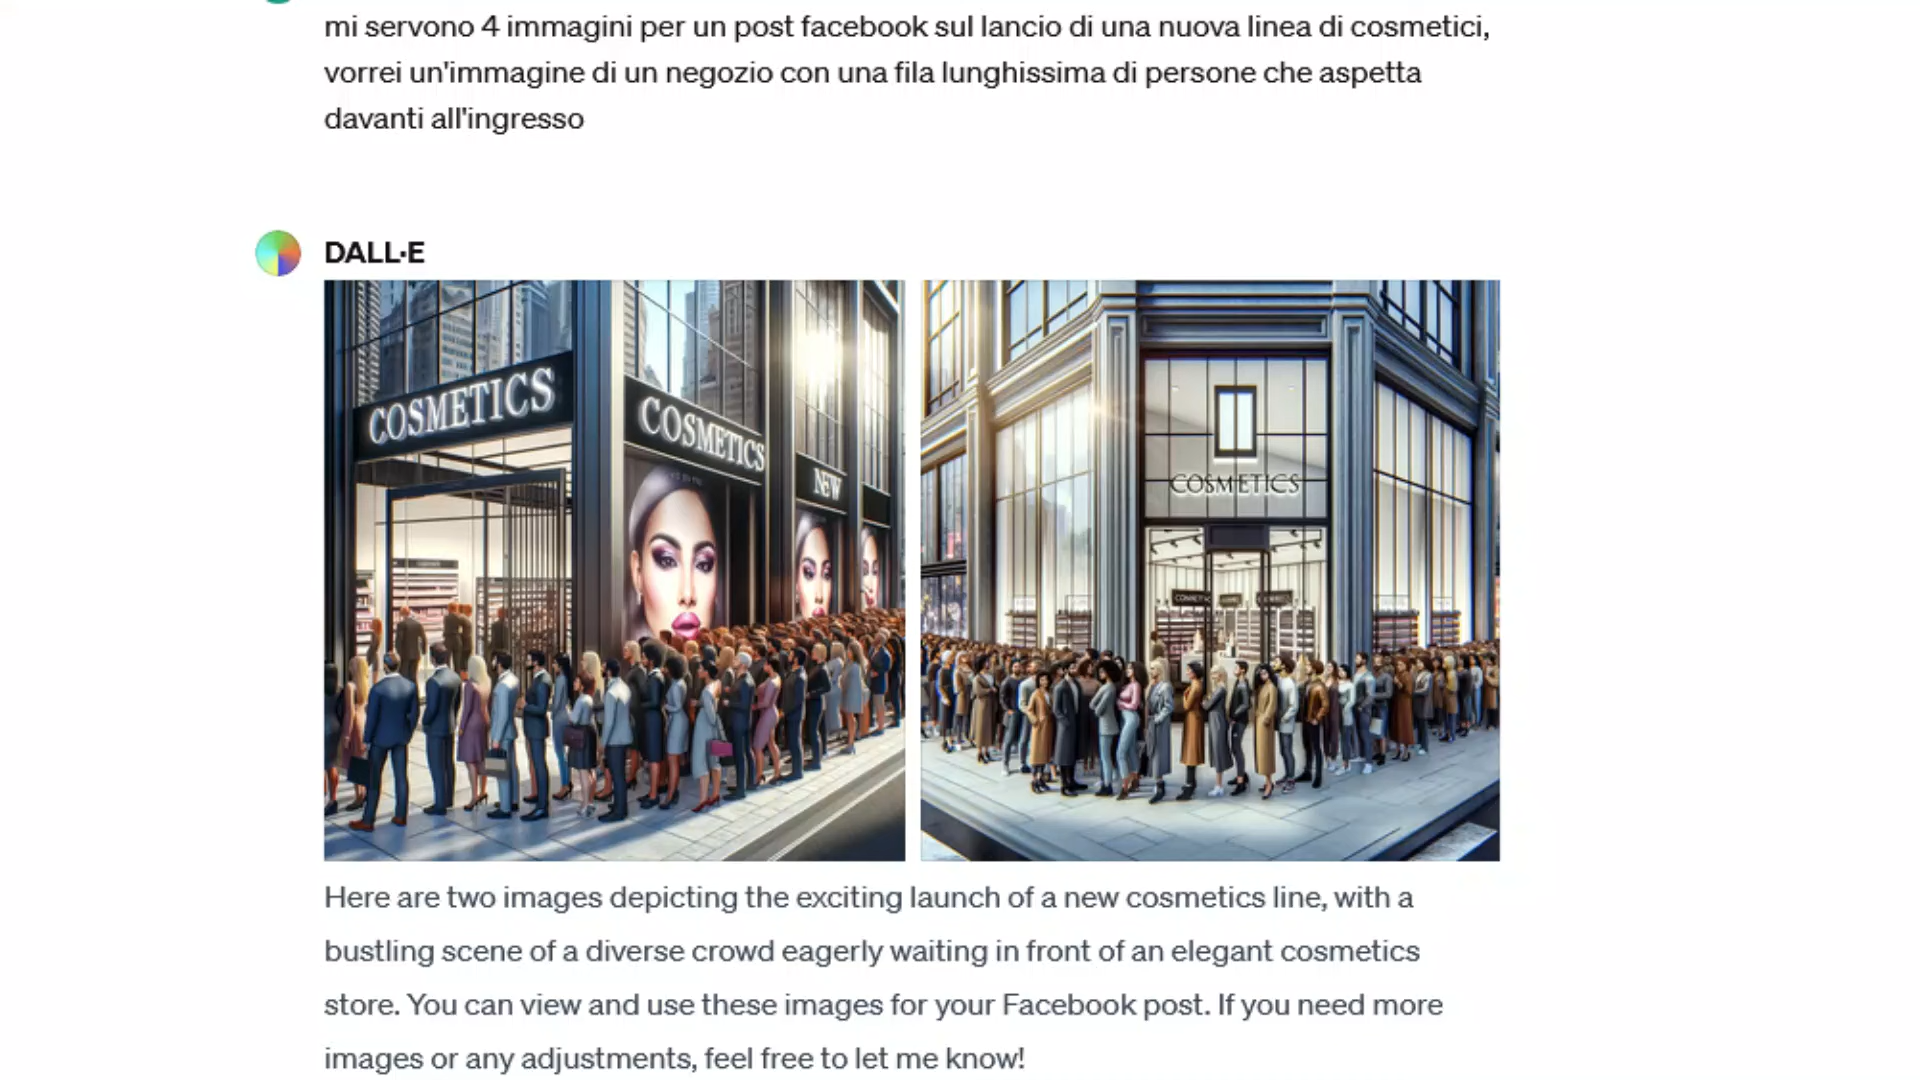 mi servono 4 immagini per un post facebook sul lancio di una nuova linea di cosmetici,
vorrei un'immagine di un negozio con una fila lunghissima di persone che aspetta
davanti all'ingresso
DALL·E
COSMETICS
COSMETICS
NEW
COSMETICS
Here are two images depicting the exciting launch of a new cosmetics line, with a
bustling scene of a diverse crowd eagerly waiting in front of an elegant cosmetics
store. You can view and use these images for your Facebook post. If you need more
images or any adjustments, feel free to let me know!